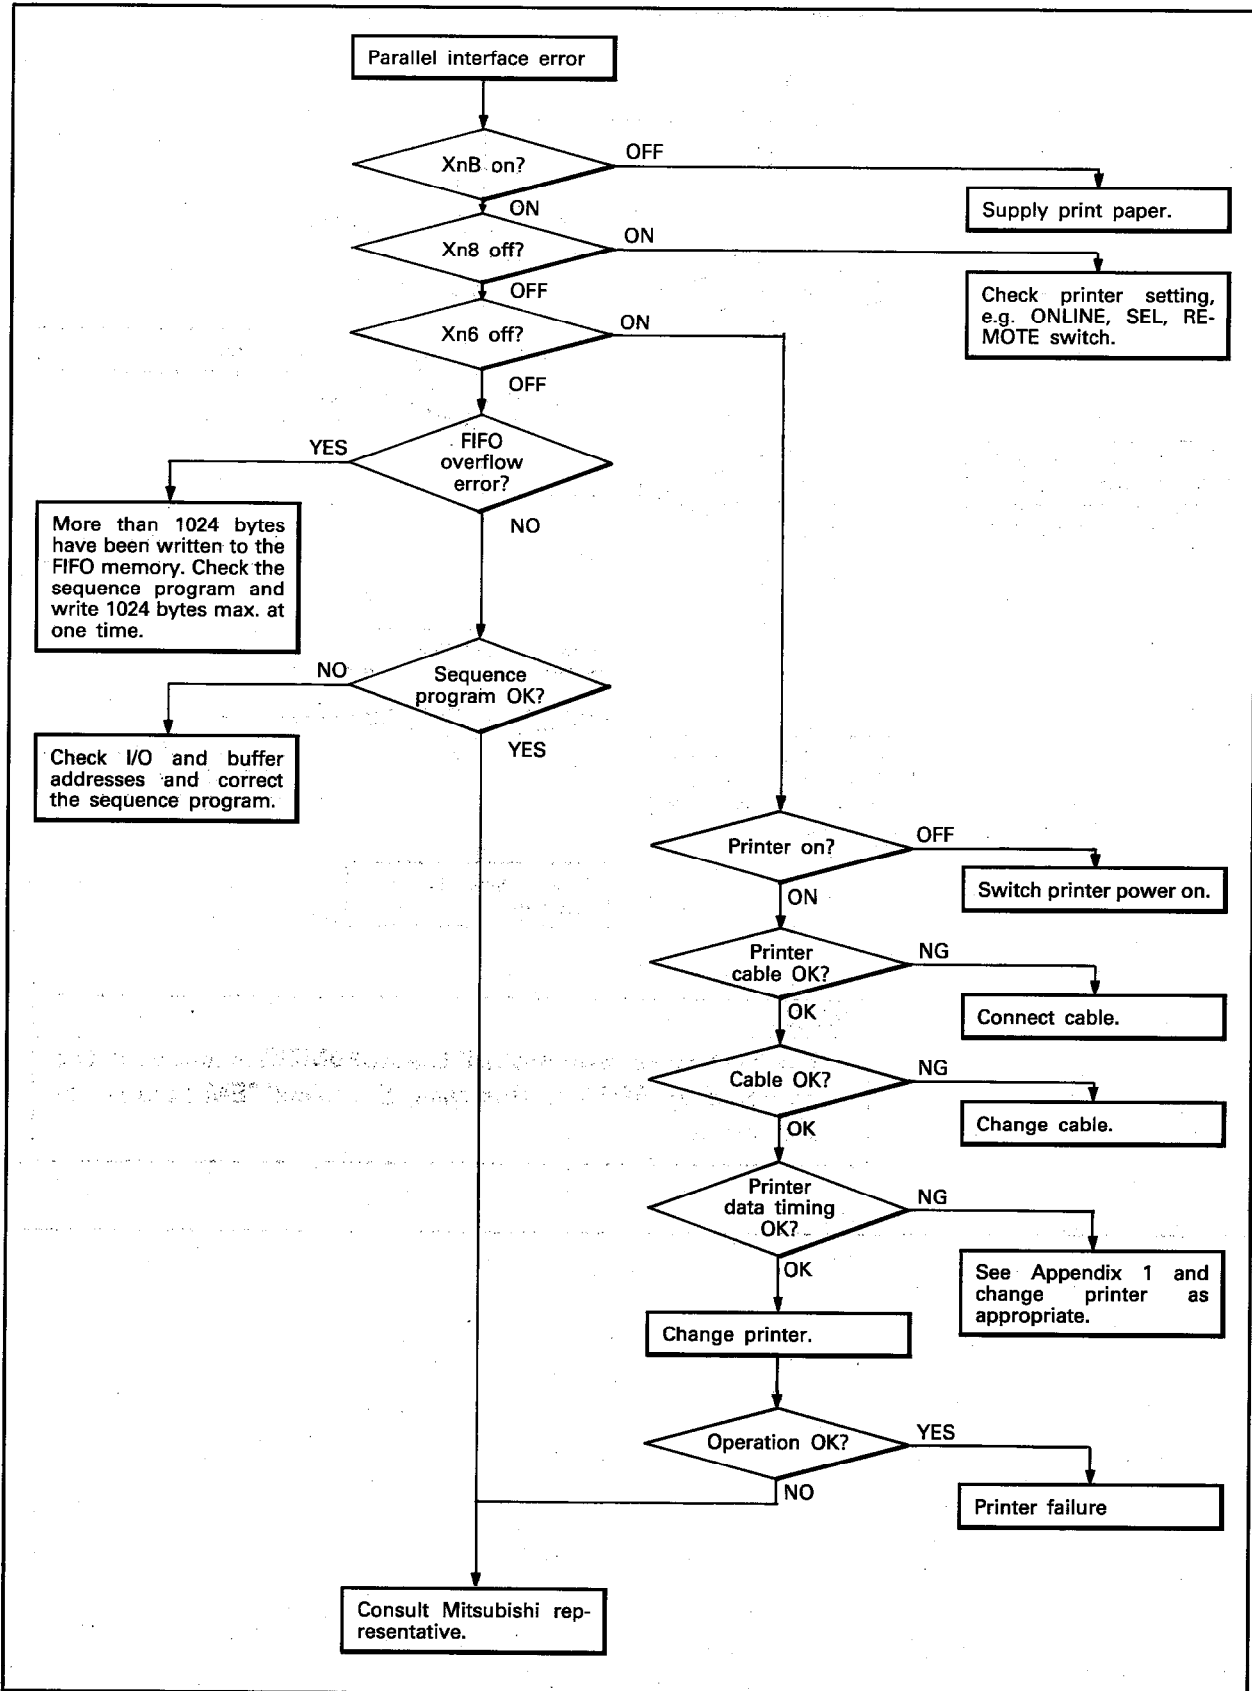 Parallel interface error
XnB on?
OFF
Supply print paper.
ON
Xn8 off?
ON
Check printer setting,
e.g. ONLINE, SEL, RE-
MOTE switch.
OFF
Xn6 off?
ON
OFF
FIFO
overflow
error?
YES
More than 1024 bytes
have been written to the
FIFO memory. Check the
sequence program and
write 1024 bytes max. at
one time.
NO
Sequence
program OK?
NO
Check I/O and buffer
addresses and correct
the sequence program.
YES
Printer on?
OFF
Switch printer power on.
ON
Printer
cable OK?
NG
Connect cable.
OK
Cable OK?
NG
Change cable.
OK
Printer
data timing
OK?
NG
See Appendix 1 and
change printer as
appropriate.
OK
Change printer.
Operation OK?
YES
Printer failure
NO
Consult Mitsubishi rep-
resentative.